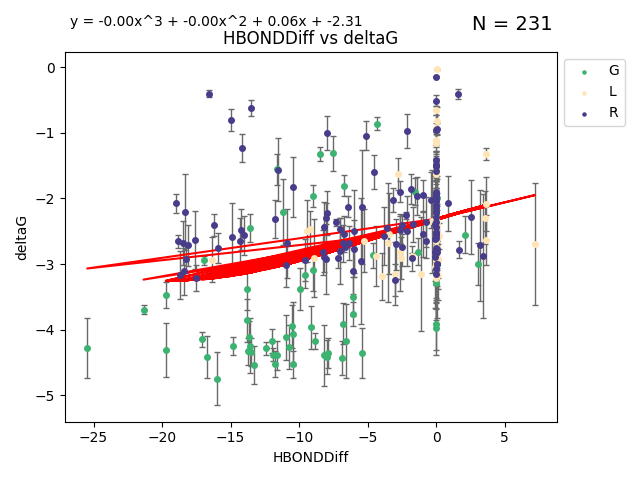 y = -0.00x^3 + -0.00x^2 + 0.06x + -2.31
N = 231
HBONDDiff vs deltaG
G
L
R
deltaG
0
−1
−2
−3
−4
−5
−25
−20
−15
−10
−5
0
5
HBONDDiff